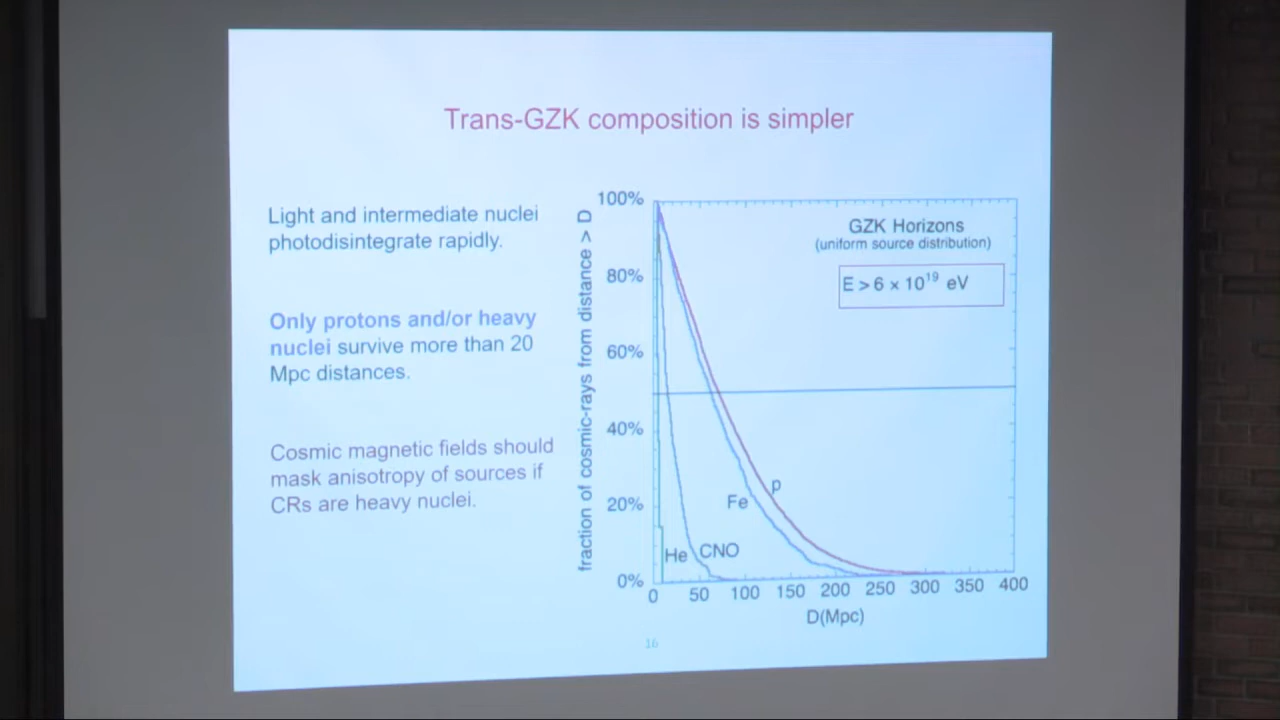 Trans-GZK composition is simpler
Light and intermediate nuclei
photodisintegrate rapidly.
Only protons and/or heavy
nuclei survive more than 20
Mpc distances.
Cosmic magnetic fields should
mask anisotropy of sources if
CRs are heavy nuclei.
fraction of cosmic-rays from distance > D
100%
80%
60%
40%
20%
0%
GZK Horizons
(uniform source distribution)
E > 6 × 10¹⁹ eV
p
Fe
He
CNO
0 50 100 150 200 250 300 350 400
D(Mpc)
16